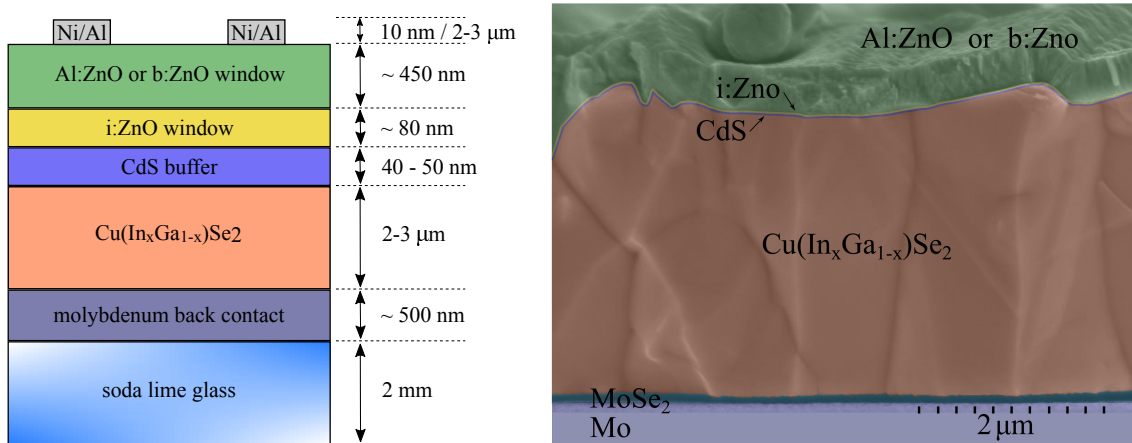 Ni/Al
Ni/Al
10 nm / 2-3 μm
Al:ZnO or b:ZnO window
~ 450 nm
i:ZnO window
~ 80 nm
CdS buffer
40 - 50 nm
Cu(InₓGa₁₋ₓ)Se2
2-3 μm
molybdenum back contact
~ 500 nm
soda lime glass
2 mm
Al:ZnO or b:Zno
i:Zno
CdS
Cu(InₓGa₁₋ₓ)Se₂
MoSe₂
Mo
2 μm